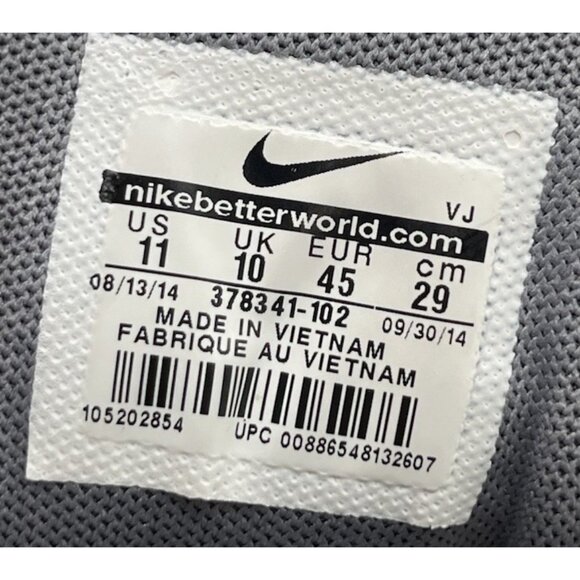 VJ
nikebetterworld.com
US UK EUR cm
11 10 45 29
08/13/14 378341-102 09/30/14
MADE IN VIETNAM
FABRIQUE AU VIETNAM
105202854 UPC 00886548132607